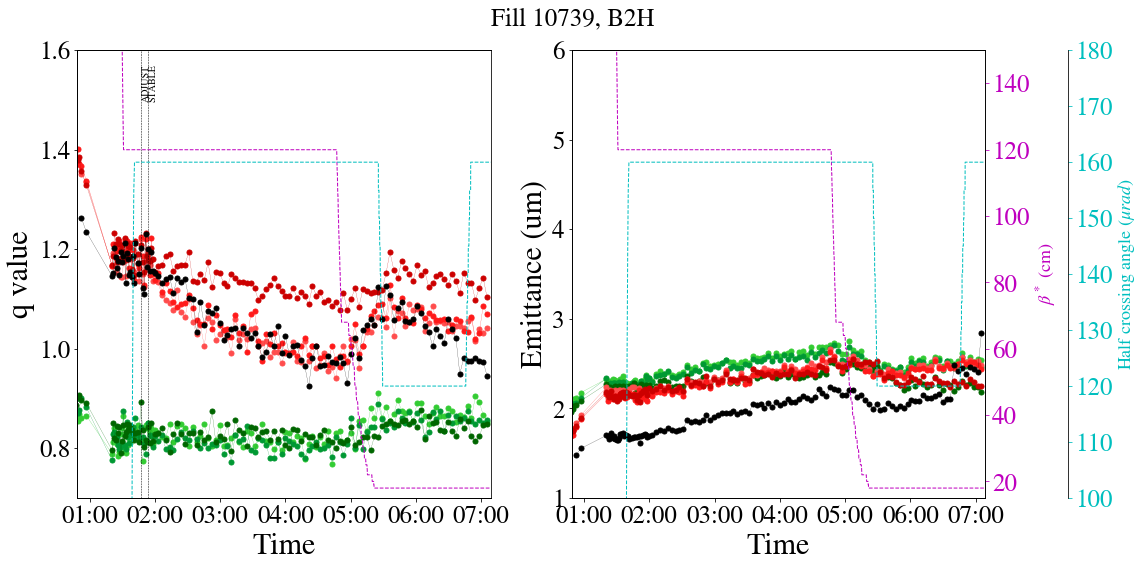 Fill 10739, B2H
1.6
1.4
1.2
1.0
0.8
q value
ADJUST
STABLE
01:00 02:00 03:00 04:00 05:00 06:00 07:00
Time
6
5
4
3
2
1
Emittance (um)
01:00 02:00 03:00 04:00 05:00 06:00 07:00
Time
140
120
100
80
60
40
20
β* (cm)
180
170
160
150
140
130
120
110
100
Half crossing angle (μrad)